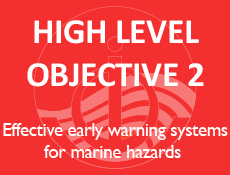 HIGH LEVEL
OBJECTIVE 2
Effective early warning systems
for marine hazards